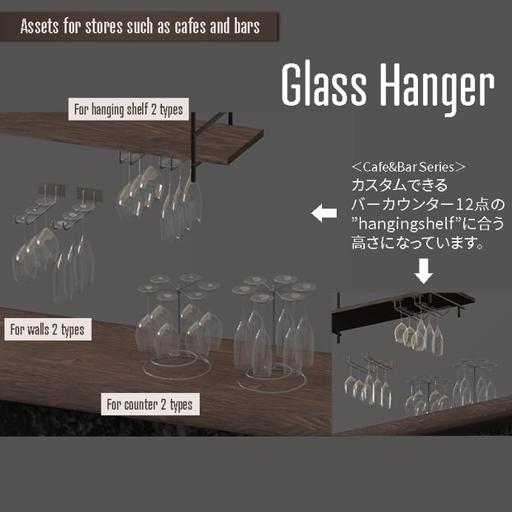 Assets for stores such as cafes and bars
Glass Hanger
For hanging shelf 2 types
＜Cafe&Bar Series＞
カスタムできる
バーカウンター12点の
”hangingshelf”に合う
高さになっています。
For walls 2 types
For counter 2 types